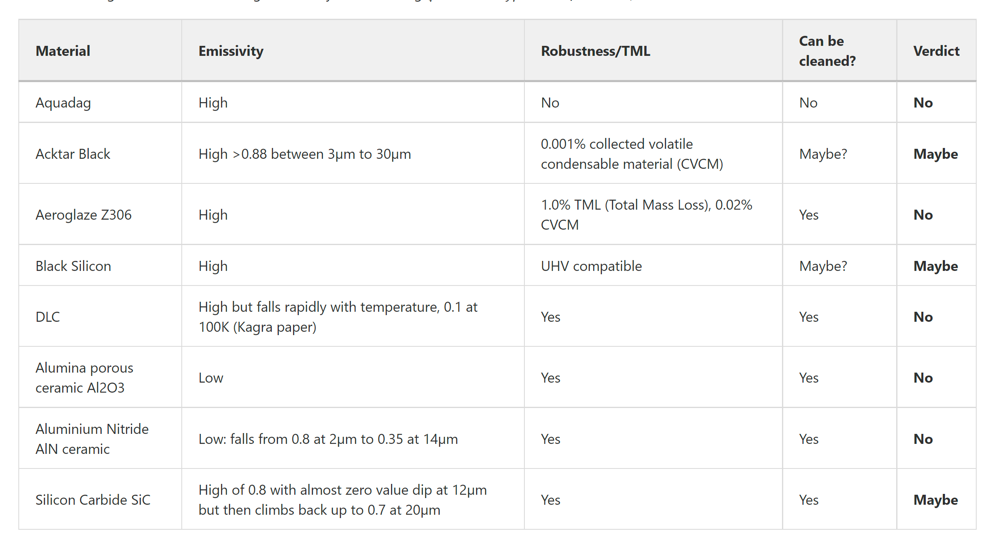 Material Emissivity Robustness/TML Can be cleaned? Verdict
Aquadag High No No No
Acktar Black High >0.88 between 3μm to 30μm 0.001% collected volatile condensable material (CVCM) Maybe? Maybe
Aeroglaze Z306 High 1.0% TML (Total Mass Loss), 0.02% CVCM Yes No
Black Silicon High UHV compatible Maybe? Maybe
DLC High but falls rapidly with temperature, 0.1 at 100K (Kagra paper) Yes Yes No
Alumina porous ceramic Al2O3 Low Yes Yes No
Aluminium Nitride AlN ceramic Low: falls from 0.8 at 2μm to 0.35 at 14μm Yes Yes No
Silicon Carbide SiC High of 0.8 with almost zero value dip at 12μm but then climbs back up to 0.7 at 20μm Yes Yes Maybe